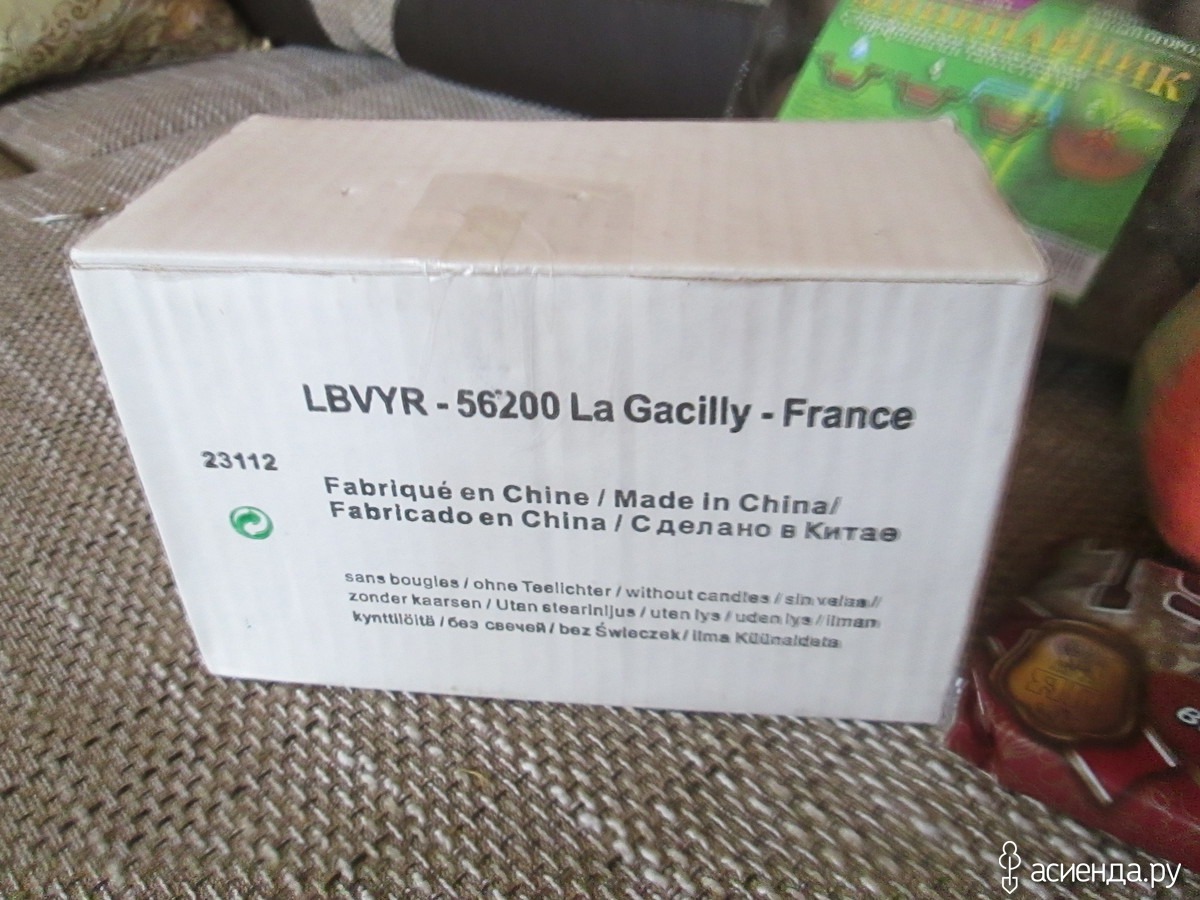 LBVYR - 56200 La Gacilly - France
23112
Fabriqué en Chine / Made in China/
Fabricado en China / Сделано в Китае
sans bougies / ohne Teelichter / without candles / sin velas//
zonder kaarsen / Utan stearinljus / uten lys / uden lys / ilman
kynttilöitä / без свечей / bez Świeczek / ilma Küünaldeta
асиенда.ру